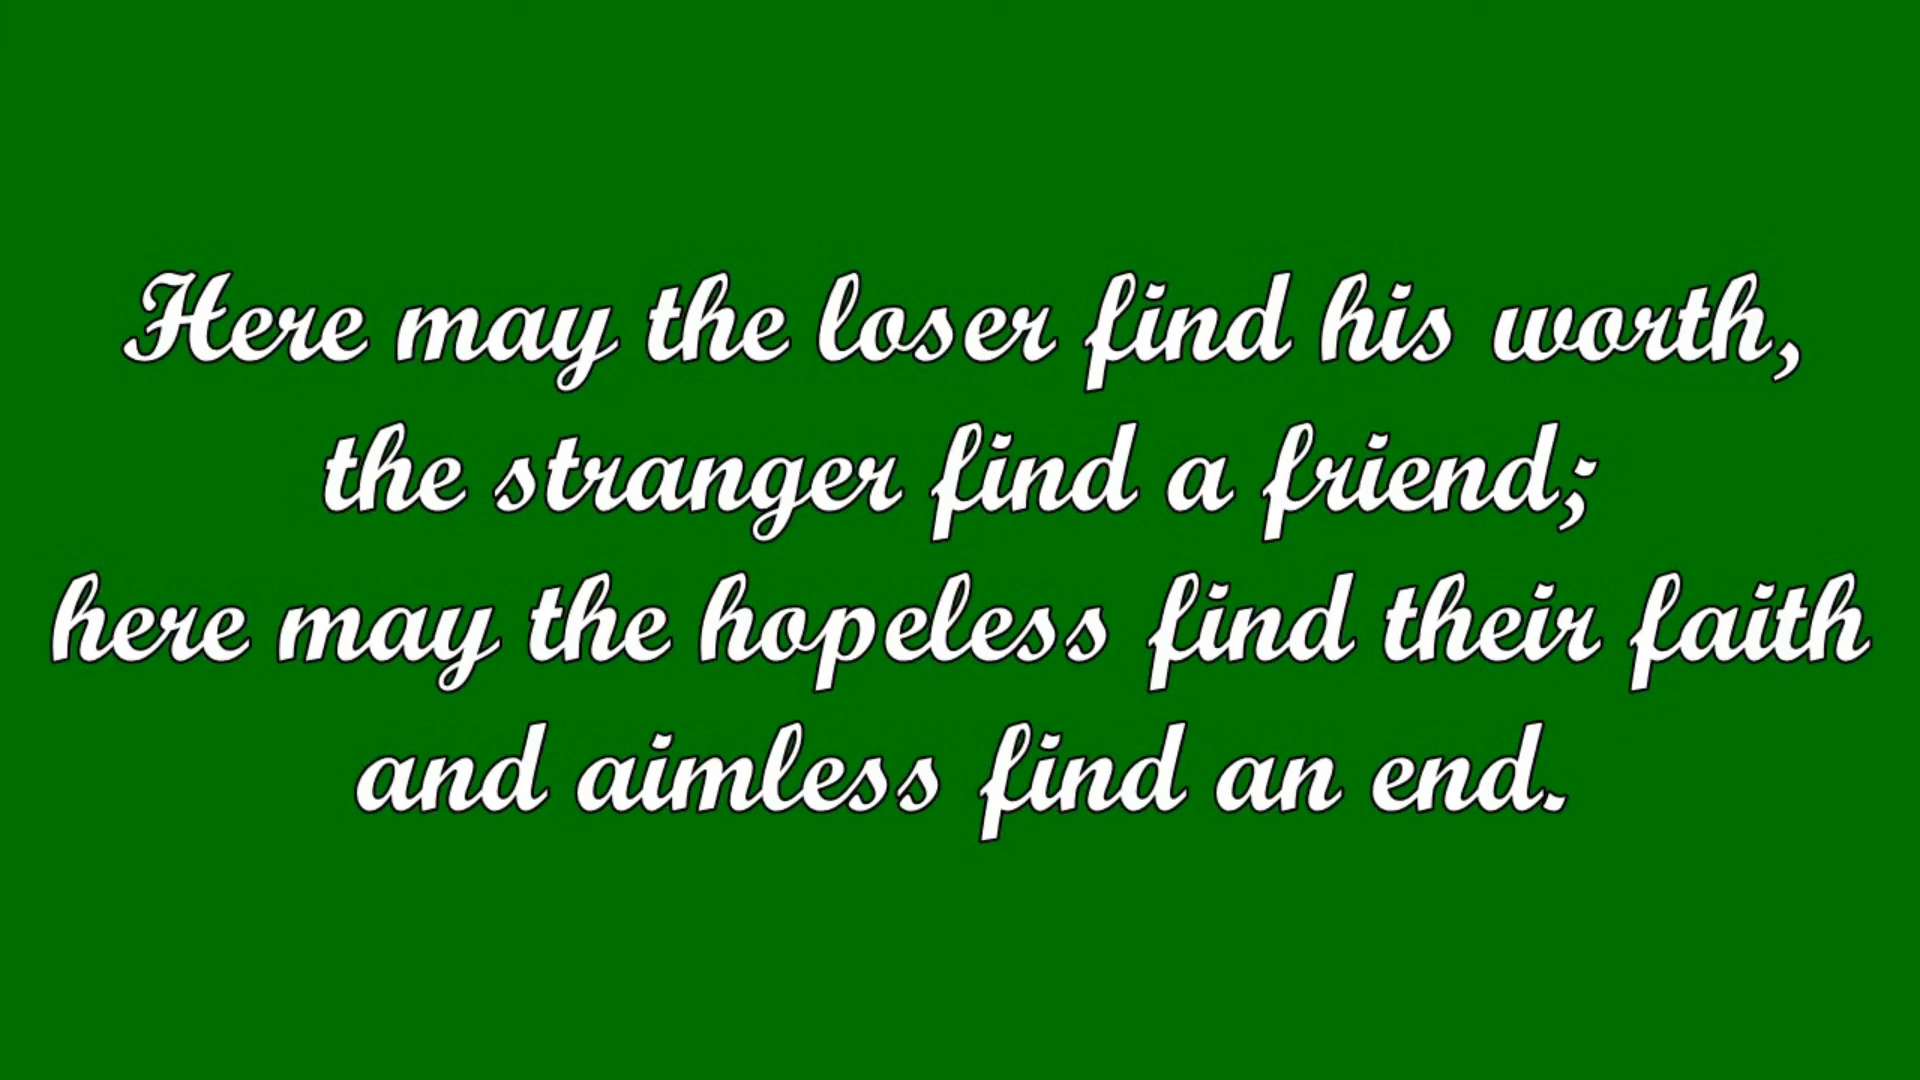 Here may the loser find his worth,
the stranger find a friend;
here may the hopeless find their faith
and aimless find an end.